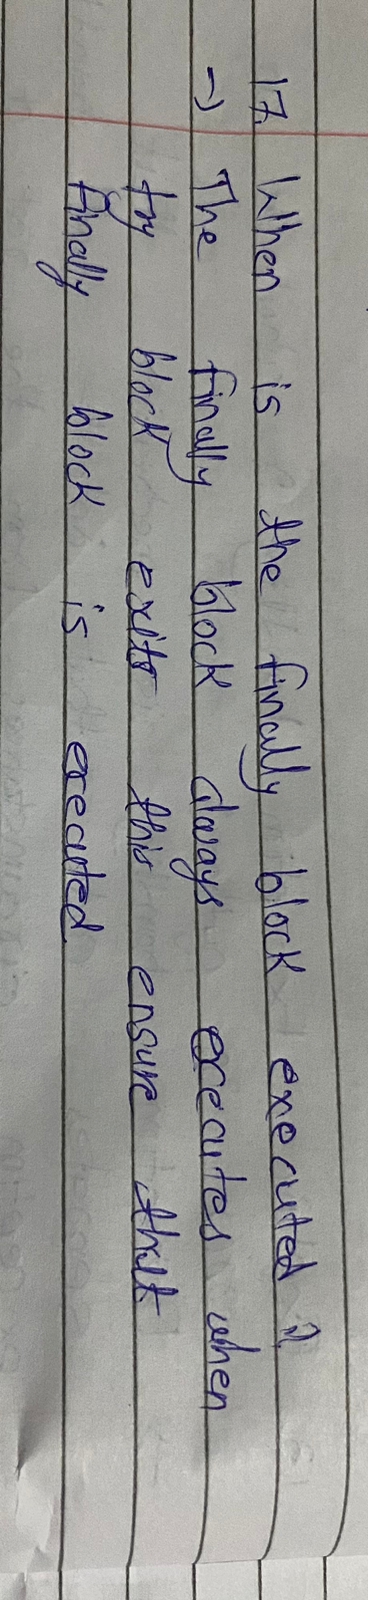 17. When is the finally block executed?
→ The finally block always executes when
try block exits this ensure that
finally block is executed